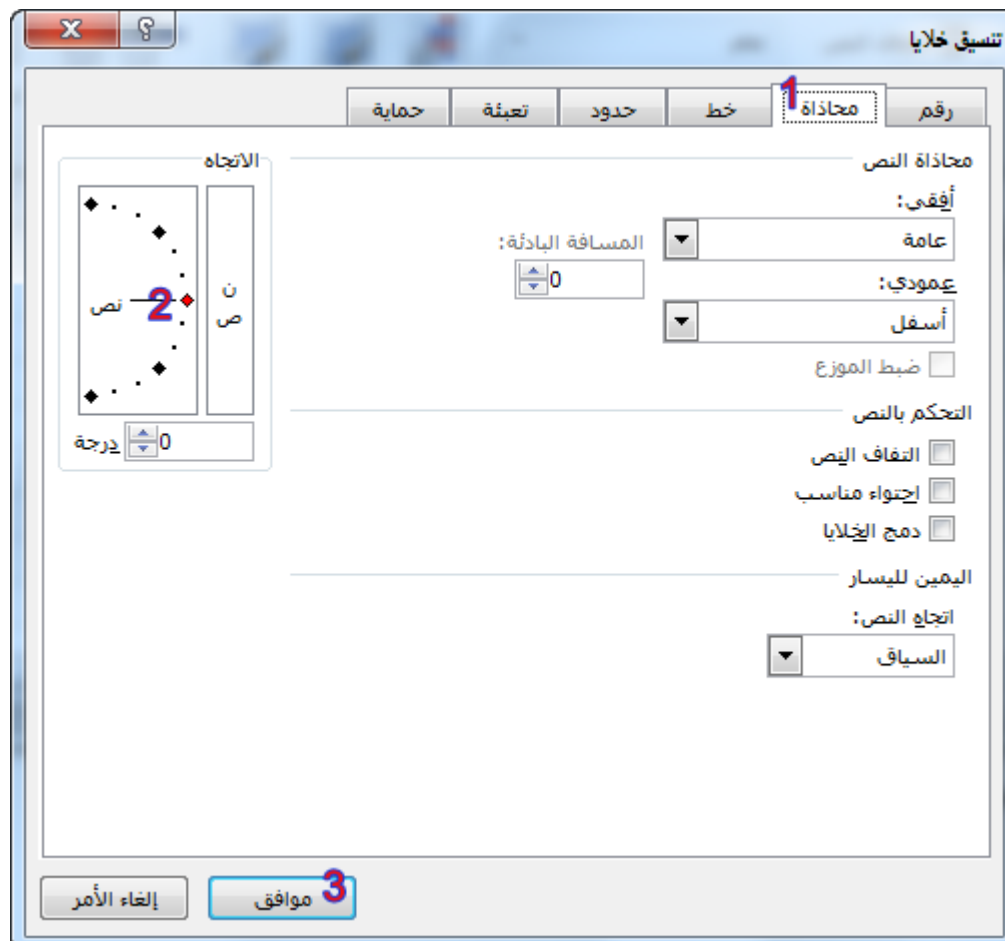 تنسيق خلايا
رقم
1 محاذاة
خط
حدود
تعبئة
حماية
محاذاة النص
أفقي:
عامة
المسافة البادئة:
0
عمودي:
أسفل
ضبط الموزع
التحكم بالنص
التفاف النص
احتواء مناسب
دمج الخلايا
اليمين لليسار
اتجاه النص:
السياق
الاتجاه
ن
ص
2 نص
0 درجة
3 موافق
إلغاء الأمر